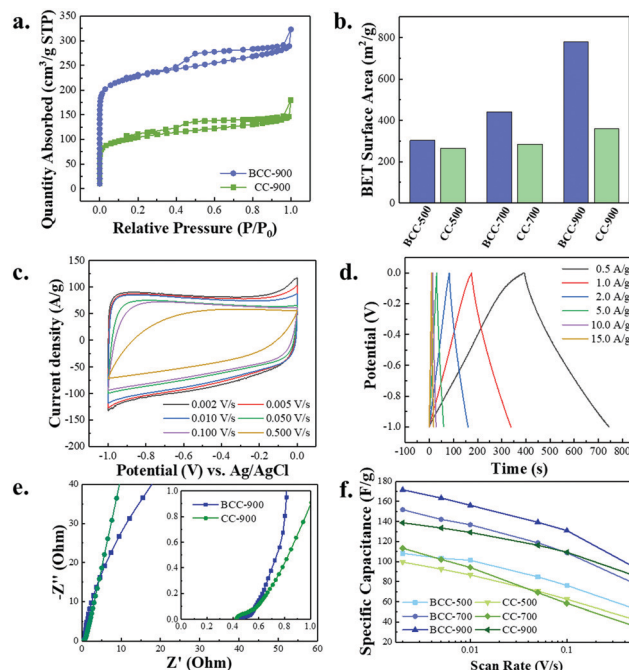 a.
Quantity Absorbed (cm³/g STP)
350
300
250
200
150
100
50
0
0.0 0.2 0.4 0.6 0.8 1.0
Relative Pressure (P/P₀)
BCC-900
CC-900
b.
BET Surface Area (m²/g)
800
600
400
200
0
BCC-500
CC-500
BCC-700
CC-700
BCC-900
CC-900
c.
Current density (A/g)
150
100
50
0
-50
-100
-150
-200
-1.0 -0.8 -0.6 -0.4 -0.2 0.0
Potential (V) vs. Ag/AgCl
0.002 V/s 0.005 V/s
0.010 V/s 0.050 V/s
0.100 V/s 0.500 V/s
d.
Potential (V)
0.0
-0.2
-0.4
-0.6
-0.8
-1.0
0 100 200 300 400 500 600 700 800
Time (s)
0.5 A/g
1.0 A/g
2.0 A/g
5.0 A/g
10.0 A/g
15.0 A/g
e.
-Z'' (Ohm)
40
30
20
10
0
0 10 20 30 40 50 60
Z' (Ohm)
1.0
0.8
0.6
0.4
0.2
0.0
0.0 0.2 0.4 0.6 0.8 1.0
BCC-900
CC-900
f.
Specific Capacitance (F/g)
180
160
140
120
100
80
60
40
20
0
0.01 0.1
Scan Rate (V/s)
BCC-500 CC-500
BCC-700 CC-700
BCC-900 CC-900